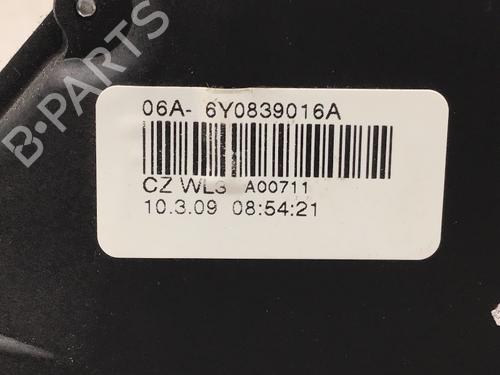 B-PARTS
06A- 6Y0839016A
CZ WL3 A00711
10.3.09 08:54:21